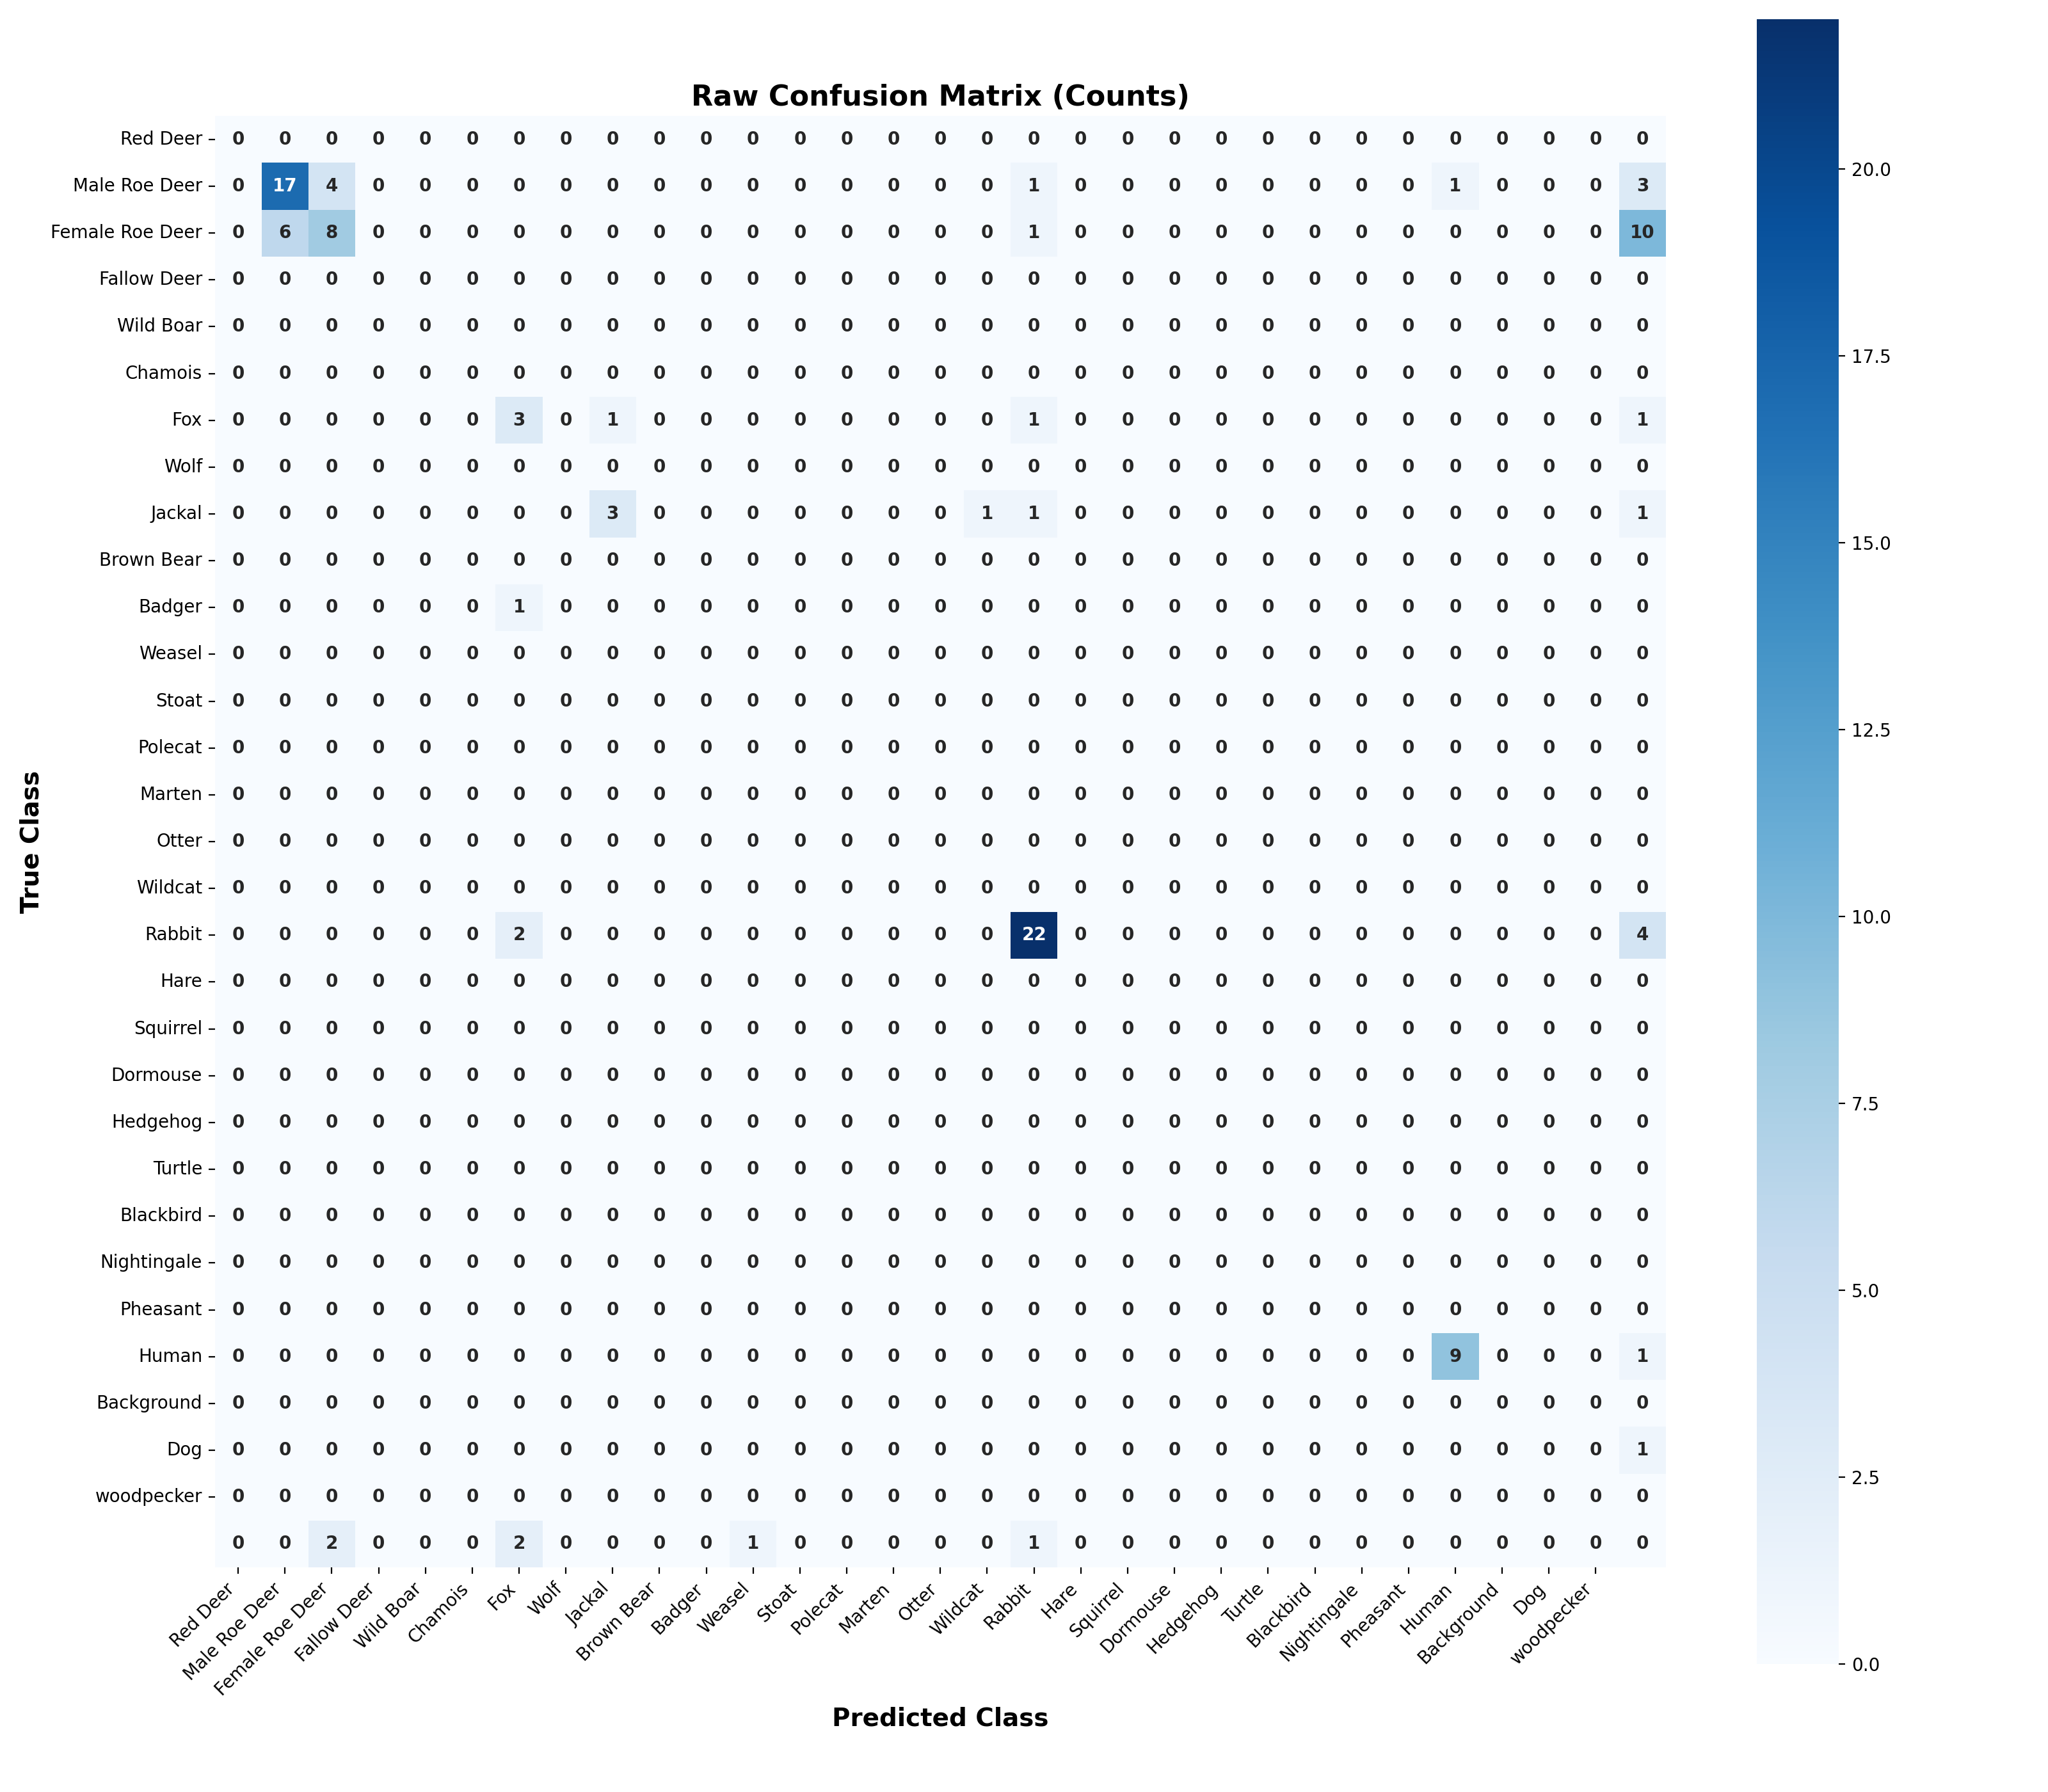 Raw Confusion Matrix (Counts)
Red Deer 0 0 0 0 0 0 0 0 0 0 0 0 0 0 0 0 0 0 0 0 0 0 0 0 0 0 0 0 0 0 0
Male Roe Deer 0 17 4 0 0 0 0 0 0 0 0 0 0 0 0 0 0 1 0 0 0 0 0 0 0 0 1 0 0 0 3
Female Roe Deer 0 6 8 0 0 0 0 0 0 0 0 0 0 0 0 0 0 1 0 0 0 0 0 0 0 0 0 0 0 0 10
Fallow Deer 0 0 0 0 0 0 0 0 0 0 0 0 0 0 0 0 0 0 0 0 0 0 0 0 0 0 0 0 0 0 0
Wild Boar 0 0 0 0 0 0 0 0 0 0 0 0 0 0 0 0 0 0 0 0 0 0 0 0 0 0 0 0 0 0 0
Chamois 0 0 0 0 0 0 0 0 0 0 0 0 0 0 0 0 0 0 0 0 0 0 0 0 0 0 0 0 0 0 0
Fox 0 0 0 0 0 0 3 0 1 0 0 0 0 0 0 0 0 1 0 0 0 0 0 0 0 0 0 0 0 0 1
Wolf 0 0 0 0 0 0 0 0 0 0 0 0 0 0 0 0 0 0 0 0 0 0 0 0 0 0 0 0 0 0 0
Jackal 0 0 0 0 0 0 0 0 3 0 0 0 0 0 0 0 1 1 0 0 0 0 0 0 0 0 0 0 0 0 1
Brown Bear 0 0 0 0 0 0 0 0 0 0 0 0 0 0 0 0 0 0 0 0 0 0 0 0 0 0 0 0 0 0 0
Badger 0 0 0 0 0 0 1 0 0 0 0 0 0 0 0 0 0 0 0 0 0 0 0 0 0 0 0 0 0 0 0
Weasel 0 0 0 0 0 0 0 0 0 0 0 0 0 0 0 0 0 0 0 0 0 0 0 0 0 0 0 0 0 0 0
Stoat 0 0 0 0 0 0 0 0 0 0 0 0 0 0 0 0 0 0 0 0 0 0 0 0 0 0 0 0 0 0 0
Polecat 0 0 0 0 0 0 0 0 0 0 0 0 0 0 0 0 0 0 0 0 0 0 0 0 0 0 0 0 0 0 0
Marten 0 0 0 0 0 0 0 0 0 0 0 0 0 0 0 0 0 0 0 0 0 0 0 0 0 0 0 0 0 0 0
Otter 0 0 0 0 0 0 0 0 0 0 0 0 0 0 0 0 0 0 0 0 0 0 0 0 0 0 0 0 0 0 0
Wildcat 0 0 0 0 0 0 0 0 0 0 0 0 0 0 0 0 0 0 0 0 0 0 0 0 0 0 0 0 0 0 0
Rabbit 0 0 0 0 0 0 2 0 0 0 0 0 0 0 0 0 0 22 0 0 0 0 0 0 0 0 0 0 0 0 4
Hare 0 0 0 0 0 0 0 0 0 0 0 0 0 0 0 0 0 0 0 0 0 0 0 0 0 0 0 0 0 0 0
Squirrel 0 0 0 0 0 0 0 0 0 0 0 0 0 0 0 0 0 0 0 0 0 0 0 0 0 0 0 0 0 0 0
Dormouse 0 0 0 0 0 0 0 0 0 0 0 0 0 0 0 0 0 0 0 0 0 0 0 0 0 0 0 0 0 0 0
Hedgehog 0 0 0 0 0 0 0 0 0 0 0 0 0 0 0 0 0 0 0 0 0 0 0 0 0 0 0 0 0 0 0
Turtle 0 0 0 0 0 0 0 0 0 0 0 0 0 0 0 0 0 0 0 0 0 0 0 0 0 0 0 0 0 0 0
Blackbird 0 0 0 0 0 0 0 0 0 0 0 0 0 0 0 0 0 0 0 0 0 0 0 0 0 0 0 0 0 0 0
Nightingale 0 0 0 0 0 0 0 0 0 0 0 0 0 0 0 0 0 0 0 0 0 0 0 0 0 0 0 0 0 0 0
Pheasant 0 0 0 0 0 0 0 0 0 0 0 0 0 0 0 0 0 0 0 0 0 0 0 0 0 0 0 0 0 0 0
Human 0 0 0 0 0 0 0 0 0 0 0 0 0 0 0 0 0 0 0 0 0 0 0 0 0 0 9 0 0 0 1
Background 0 0 0 0 0 0 0 0 0 0 0 0 0 0 0 0 0 0 0 0 0 0 0 0 0 0 0 0 0 0 0
Dog 0 0 0 0 0 0 0 0 0 0 0 0 0 0 0 0 0 0 0 0 0 0 0 0 0 0 0 0 0 0 1
woodpecker 0 0 0 0 0 0 0 0 0 0 0 0 0 0 0 0 0 0 0 0 0 0 0 0 0 0 0 0 0 0 0
0 0 2 0 0 0 2 0 0 0 0 1 0 0 0 0 0 1 0 0 0 0 0 0 0 0 0 0 0 0 0
Red Deer
Male Roe Deer
Female Roe Deer
Fallow Deer
Wild Boar
Chamois
Fox
Wolf
Jackal
Brown Bear
Badger
Weasel
Stoat
Polecat
Marten
Otter
Wildcat
Rabbit
Hare
Squirrel
Dormouse
Hedgehog
Turtle
Blackbird
Nightingale
Pheasant
Human
Background
Dog
woodpecker
Predicted Class
True Class
20.0
17.5
15.0
12.5
10.0
7.5
5.0
2.5
0.0